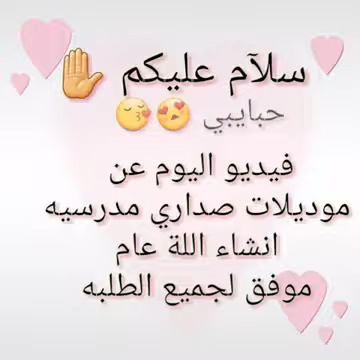 سلآم عليكم ✋
حبايبي 😍😚
فيديو اليوم عن
موديلات صداري مدرسيه
انشاء اللة عام
موفق لجميع الطلبه